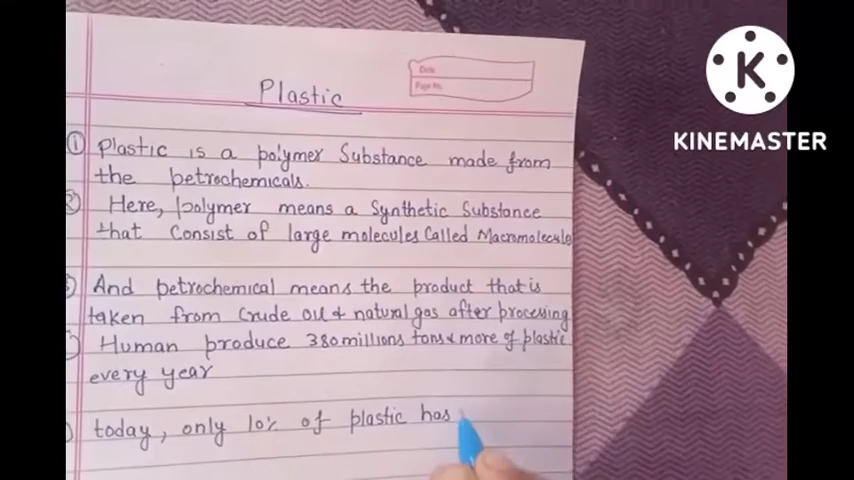 Plastic
Date
Page No.
① Plastic is a polymer Substance made from
the petrochemicals.
② Here, polymer means a Synthetic Substance
that consist of large molecules Called Macromolecule
And petrochemical means the product that is
taken from Crude oil & natural gas after processing
Human produce 380 millions tons & more of plastic
every year
today, only 10% of plastic has
K
KINEMASTER